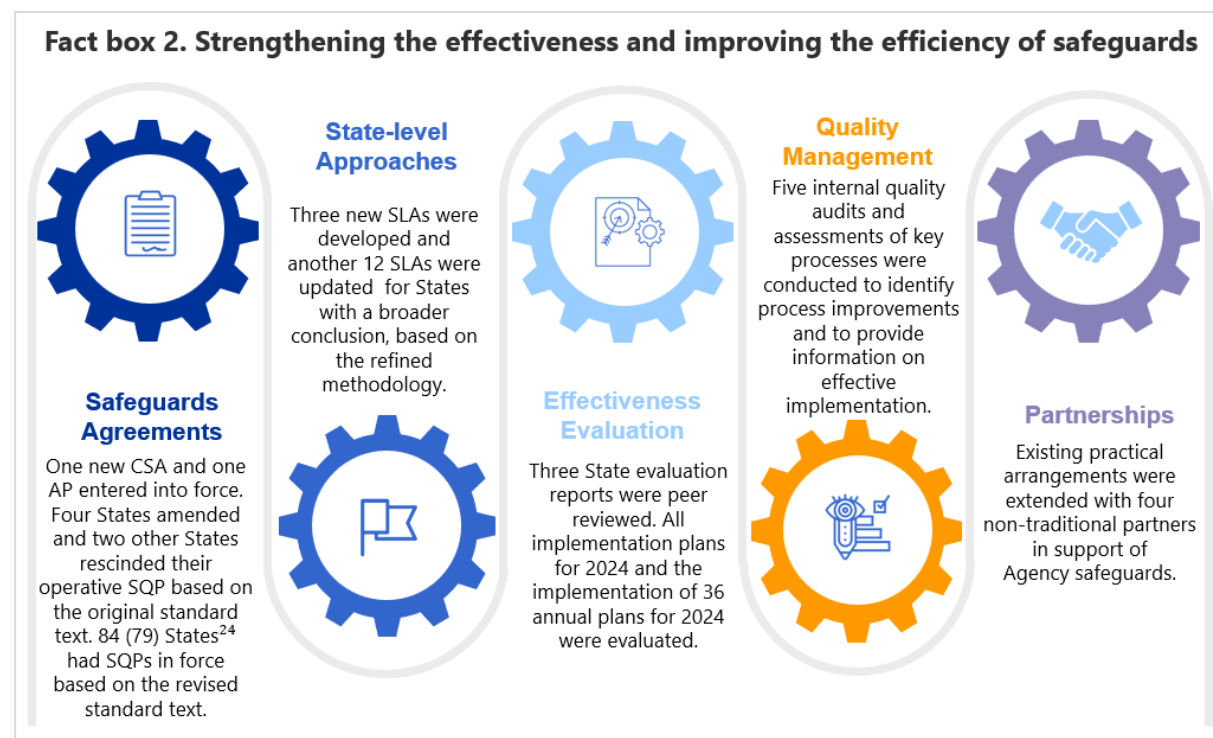 Fact box 2. Strengthening the effectiveness and improving the efficiency of safeguards
Safeguards
Agreements
One new CSA and one
AP entered into force.
Four States amended
and two other States
rescinded their
operative SQP based on
the original standard
text. 84 (79) States²⁴
had SQPs in force
based on the revised
standard text.
State-level
Approaches
Three new SLAs were
developed and
another 12 SLAs were
updated for States
with a broader
conclusion, based on
the refined
methodology.
Effectiveness
Evaluation
Three State evaluation
reports were peer
reviewed. All
implementation plans
for 2024 and the
implementation of 36
annual plans for 2024
were evaluated.
Quality
Management
Five internal quality
audits and
assessments of key
processes were
conducted to identify
process improvements
and to provide
information on
effective
implementation.
Partnerships
Existing practical
arrangements were
extended with four
non-traditional partners
in support of
Agency safeguards.